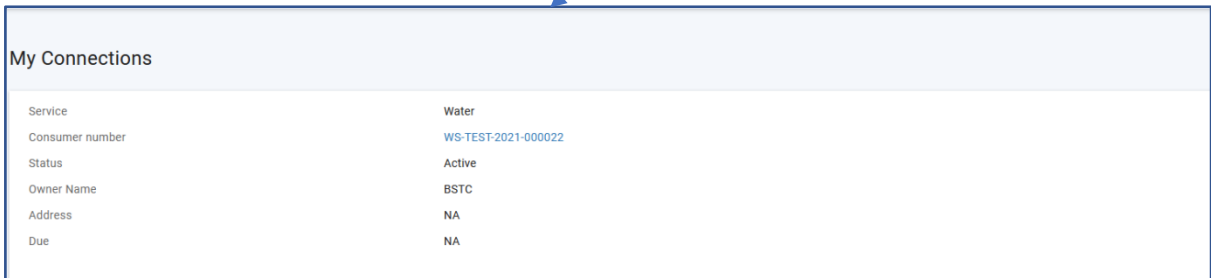 My Connections
Service Water
Consumer number WS-TEST-2021-000022
Status Active
Owner Name BSTC
Address NA
Due NA